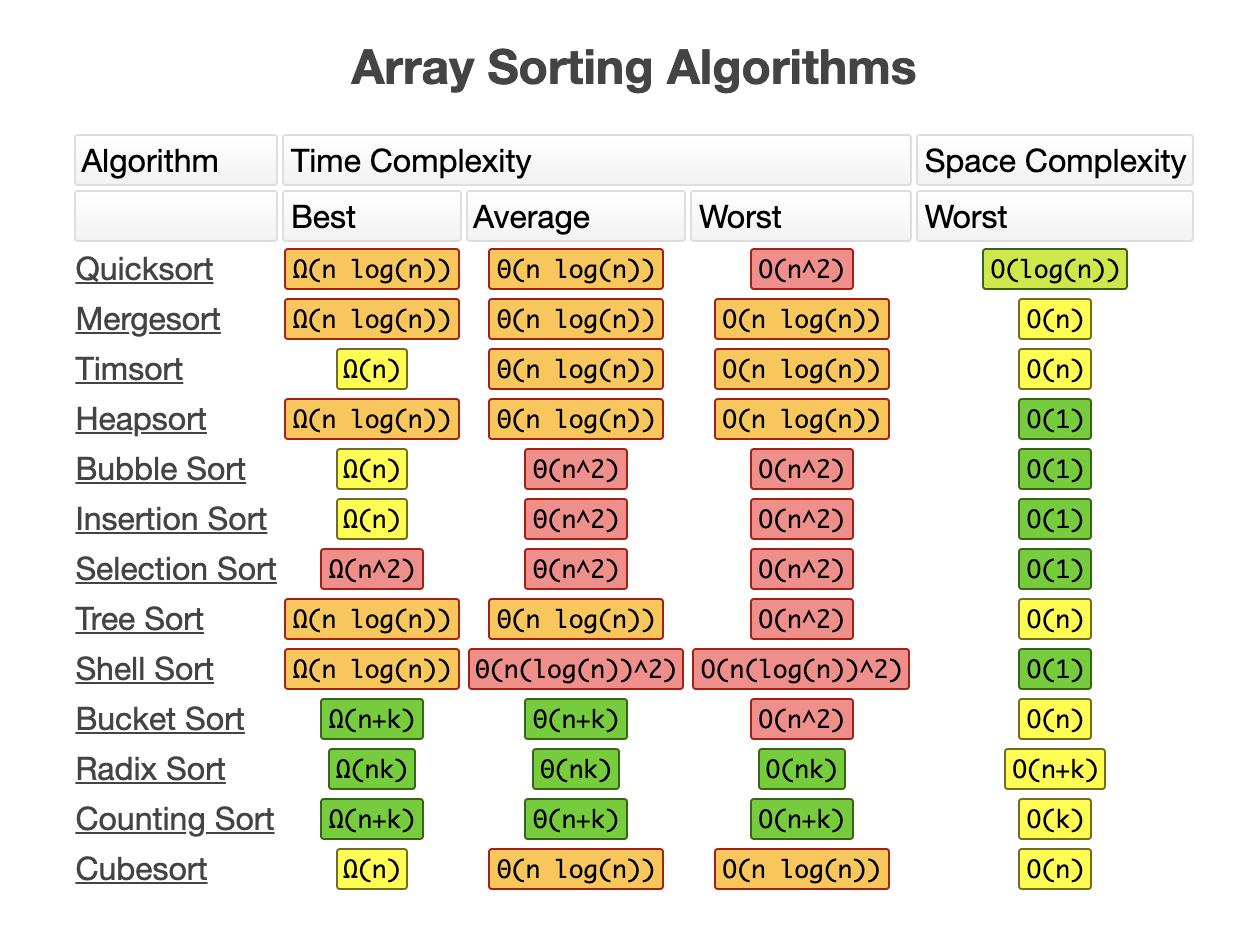 Array Sorting Algorithms
Algorithm Time Complexity Space Complexity
Best Average Worst Worst
Quicksort Ω(n log(n)) Θ(n log(n)) O(n^2) O(log(n))
Mergesort Ω(n log(n)) Θ(n log(n)) O(n log(n)) O(n)
Timsort Ω(n) Θ(n log(n)) O(n log(n)) O(n)
Heapsort Ω(n log(n)) Θ(n log(n)) O(n log(n)) O(1)
Bubble Sort Ω(n) Θ(n^2) O(n^2) O(1)
Insertion Sort Ω(n) Θ(n^2) O(n^2) O(1)
Selection Sort Ω(n^2) Θ(n^2) O(n^2) O(1)
Tree Sort Ω(n log(n)) Θ(n log(n)) O(n^2) O(n)
Shell Sort Ω(n log(n)) Θ(n(log(n))^2) O(n(log(n))^2) O(1)
Bucket Sort Ω(n+k) Θ(n+k) O(n^2) O(n)
Radix Sort Ω(nk) Θ(nk) O(nk) O(n+k)
Counting Sort Ω(n+k) Θ(n+k) O(n+k) O(k)
Cubesort Ω(n) Θ(n log(n)) O(n log(n)) O(n)